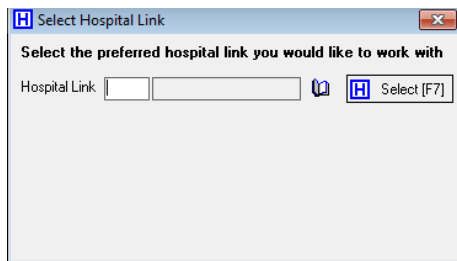 H Select Hospital Link
Select the preferred hospital link you would like to work with
Hospital Link
H Select [F7]